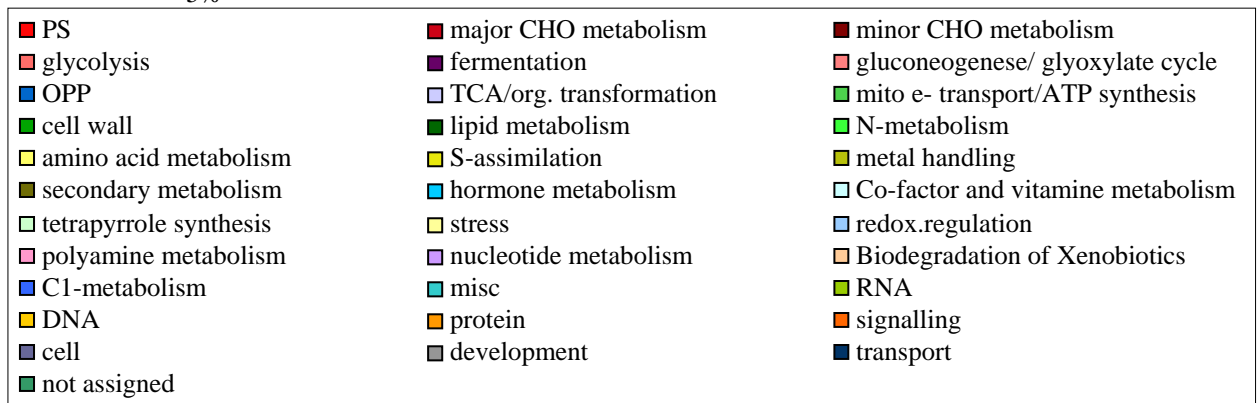 PS major CHO metabolism minor CHO metabolism
glycolysis fermentation gluconeogenese/ glyoxylate cycle
OPP TCA/org. transformation mito e- transport/ATP synthesis
cell wall lipid metabolism N-metabolism
amino acid metabolism S-assimilation metal handling
secondary metabolism hormone metabolism Co-factor and vitamine metabolism
tetrapyrrole synthesis stress redox.regulation
polyamine metabolism nucleotide metabolism Biodegradation of Xenobiotics
C1-metabolism misc RNA
DNA protein signalling
cell development transport
not assigned